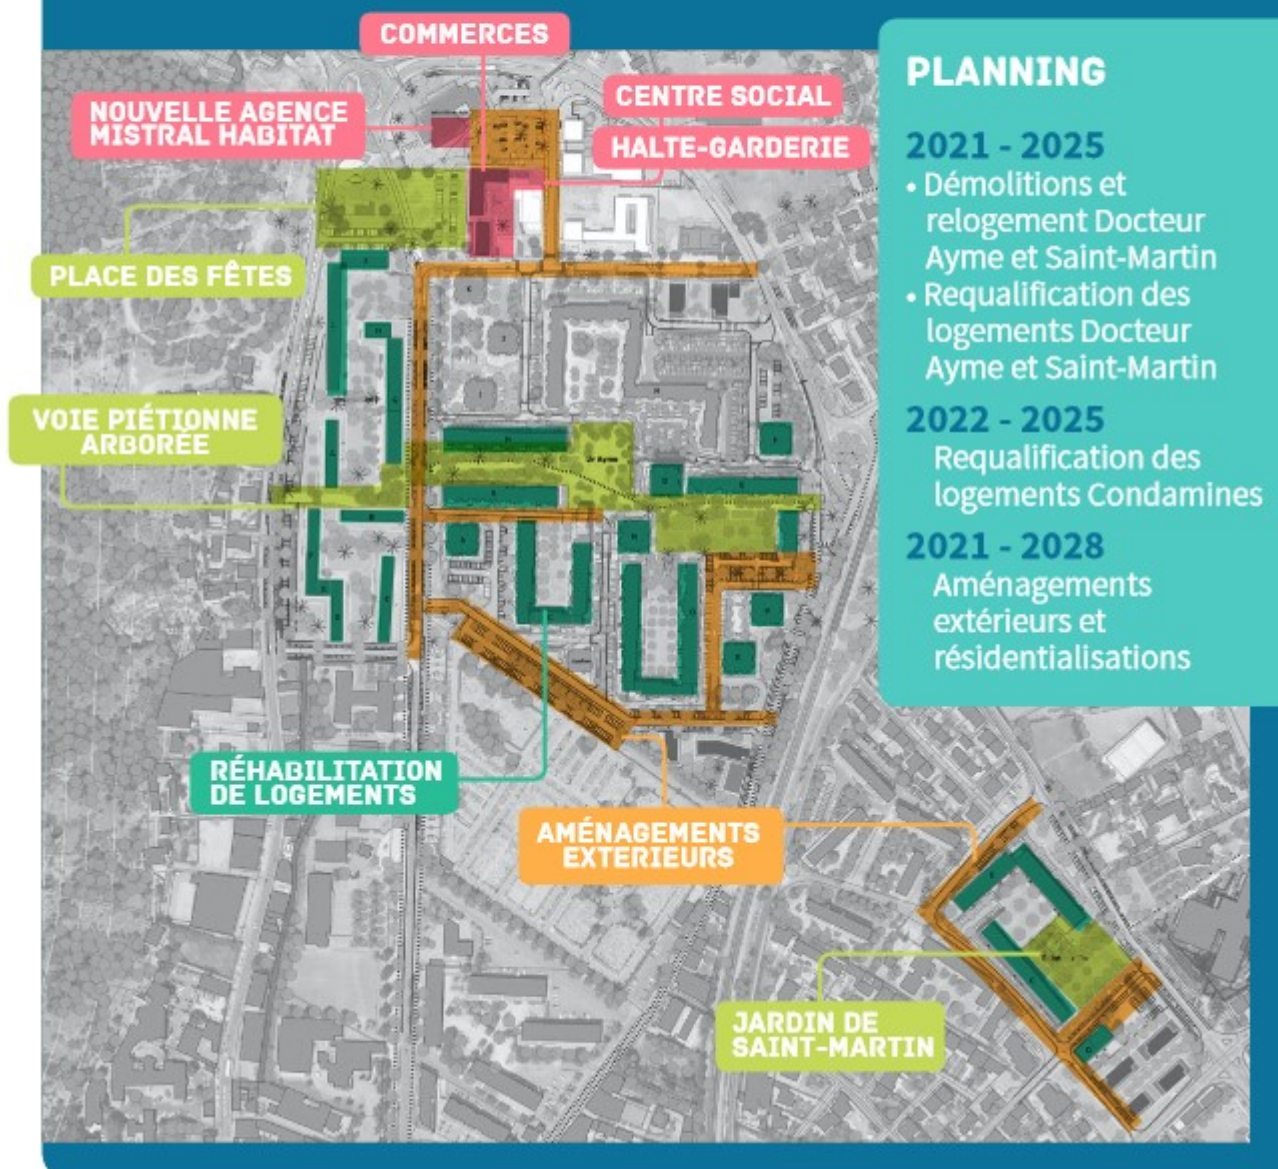 COMMERCES
NOUVELLE AGENCE
MISTRAL HABITAT
CENTRE SOCIAL
HALTE-GARDERIE
PLACE DES FÊTES
VOIE PIÉTIONNE
ARBORÉE
Dr Ayme
RÉHABILITATION
DE LOGEMENTS
AMÉNAGEMENTS
EXTERIEURS
JARDIN DE
SAINT-MARTIN
PLANNING
2021 - 2025
• Démolitions et
relogement Docteur
Ayme et Saint-Martin
• Requalification des
logements Docteur
Ayme et Saint-Martin
2022 - 2025
Requalification des
logements Condamines
2021 - 2028
Aménagements
extérieurs et
résidentialisations